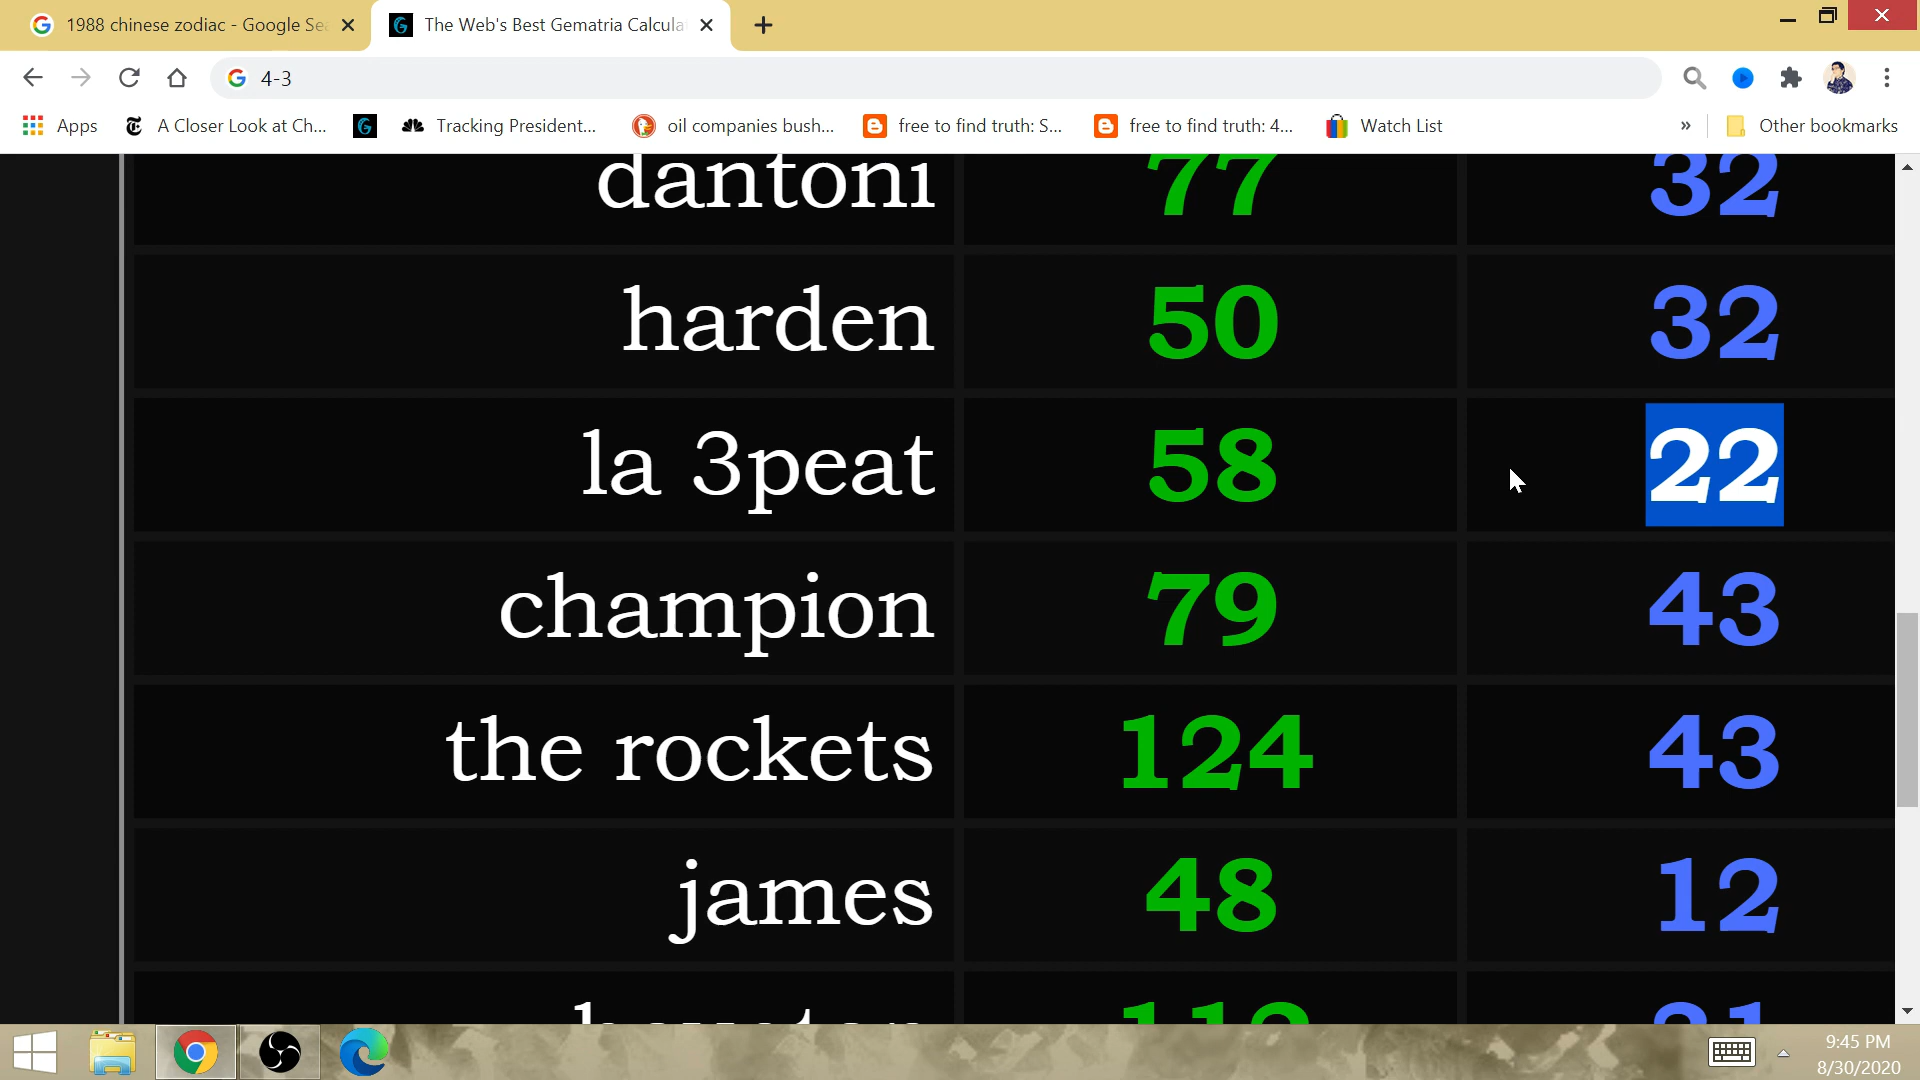 1988 chinese zodiac - Google Se
The Web's Best Gematria Calcula
4-3
Apps
A Closer Look at Ch...
Tracking President...
oil companies bush...
free to find truth: S...
free to find truth: 4...
Watch List
»
Other bookmarks
dantoni 77 32
harden 50 32
la 3peat 58 22
champion 79 43
the rockets 124 43
james 48 12
9:45 PM
8/30/2020